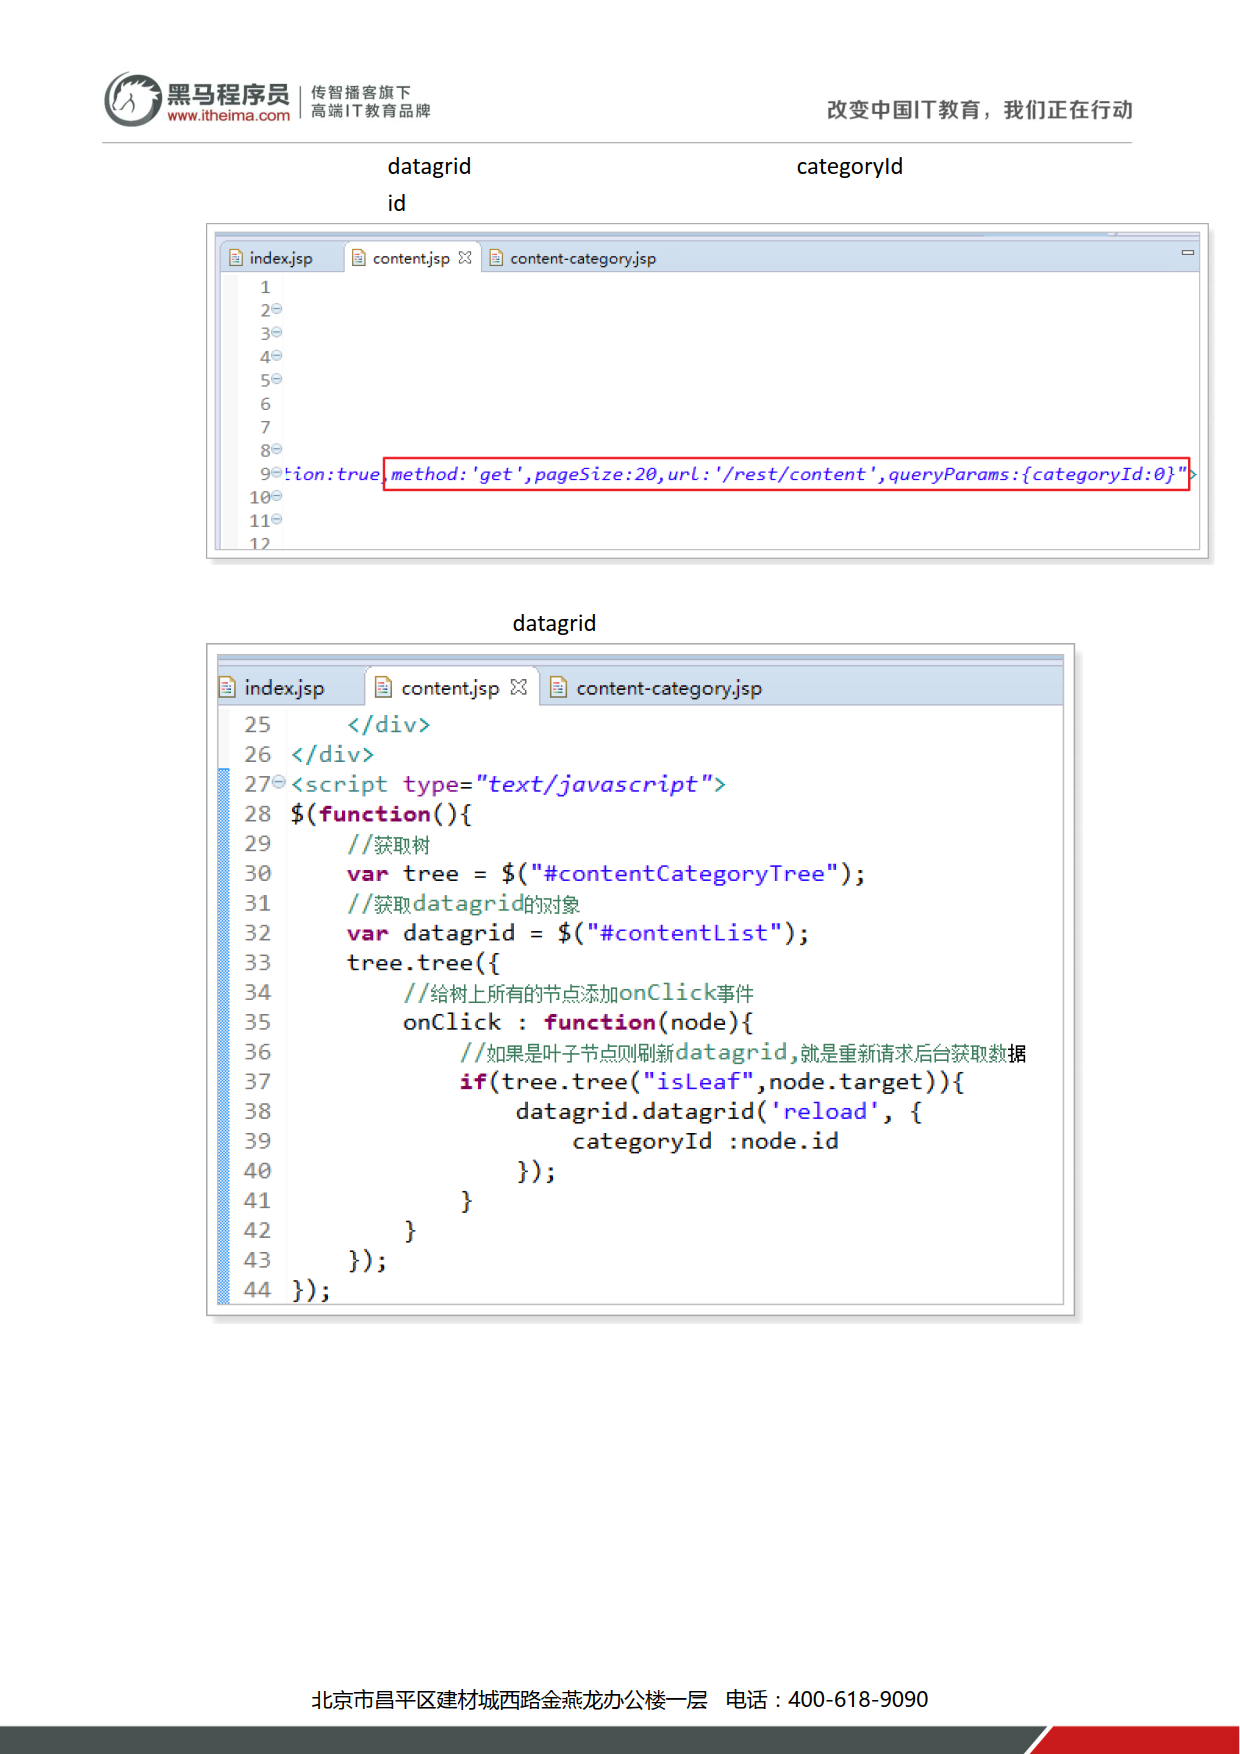 黑马程序员 传智播客旗下
www.itheima.com 高端IT教育品牌
改变中国IT教育，我们正在行动
datagrid categoryId
id
index.jsp content.jsp content-category.jsp
1
2
3
4
5
6
7
8
9 tion:true,method:'get',pageSize:20,url:'/rest/content',queryParams:{categoryId:0}">
10
11
12
datagrid
index.jsp content.jsp content-category.jsp
25 </div>
26 </div>
27 <script type="text/javascript">
28 $(function(){
29 //获取树
30 var tree = $("#contentCategoryTree");
31 //获取datagrid的对象
32 var datagrid = $("#contentList");
33 tree.tree({
34 //给树上所有的节点添加onClick事件
35 onClick : function(node){
36 //如果是叶子节点则刷新datagrid,就是重新请求后台获取数据
37 if(tree.tree("isLeaf",node.target)){
38 datagrid.datagrid('reload', {
39 categoryId :node.id
40 });
41 }
42 }
43 });
44 });
北京市昌平区建材城西路金燕龙办公楼一层 电话：400-618-9090